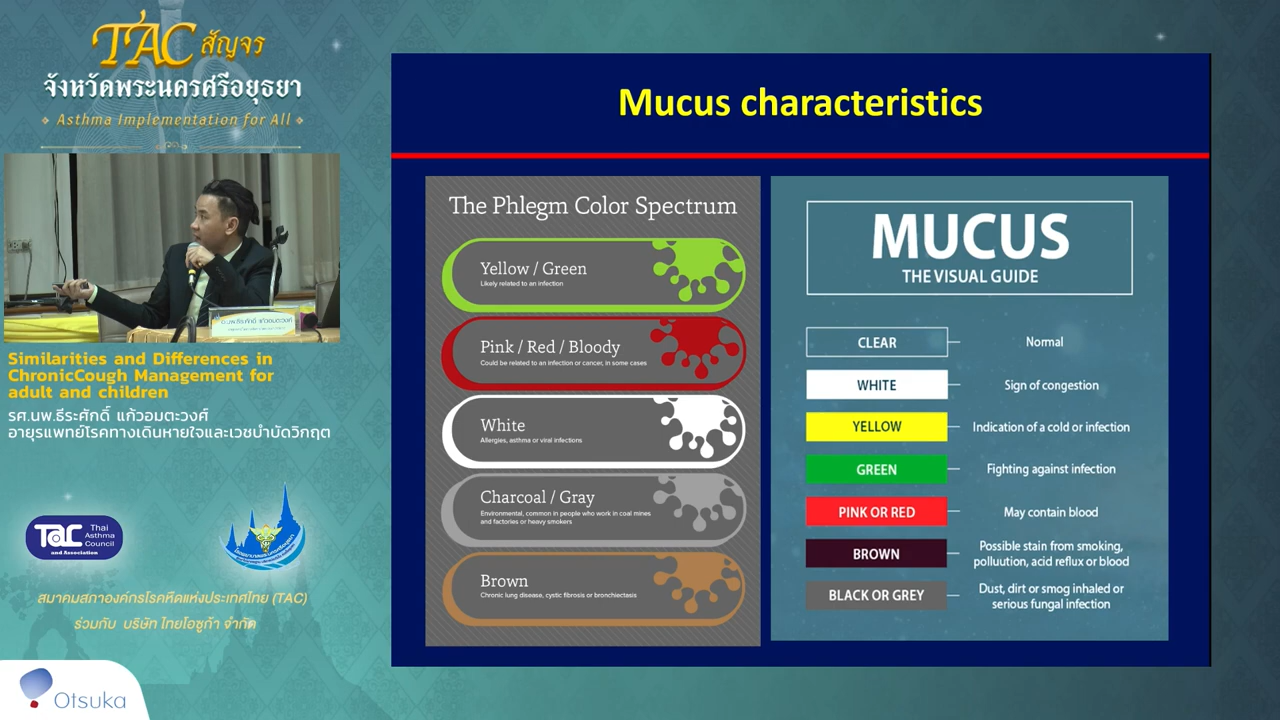 TAC สัญจร
จังหวัดพระนครศรีอยุธยา
Asthma Implementation for All
Similarities and Differences in
ChronicCough Management for
adult and children
รศ.นพ.ธีระศักดิ์ แก้วอมตะวงศ์
อายุรแพทย์โรคทางเดินหายใจและเวชบำบัดวิกฤต
TAC
Thai
Asthma
Council
and Association
สมาคมสภาองค์กรโรคหืดแห่งประเทศไทย (TAC)
ร่วมกับ บริษัท ไทยโอซูก้า จำกัด
Otsuka
Mucus characteristics
The Phlegm Color Spectrum
Yellow / Green
Likely related to an infection
Pink / Red / Bloody
Could be related to an infection or cancer, in some cases
White
Allergies, asthma or viral infections
Charcoal / Gray
Environmental, common in people who work in coal mines
and factories or heavy smokers
Brown
Chronic lung disease, cystic fibrosis or bronchiectasis
MUCUS
THE VISUAL GUIDE
CLEAR
Normal
WHITE
Sign of congestion
YELLOW
Indication of a cold or infection
GREEN
Fighting against infection
PINK OR RED
May contain blood
BROWN
Possible stain from smoking,
polluution, acid reflux or blood
BLACK OR GREY
Dust, dirt or smog inhaled or
serious fungal infection